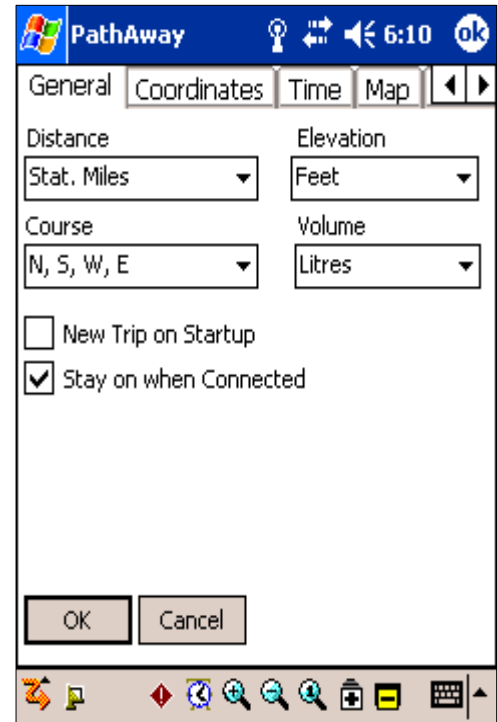 PathAway 6:10 ok
General Coordinates Time Map
Distance Elevation
Stat. Miles Feet
Course Volume
N, S, W, E Litres
New Trip on Startup
Stay on when Connected
OK Cancel